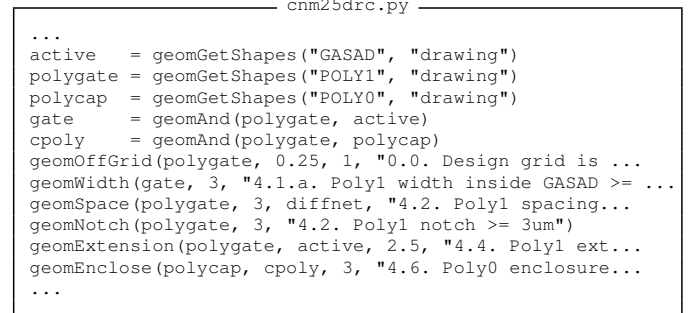 cnm25drc.py
...
active   = geomGetShapes("GASAD", "drawing")
polygate = geomGetShapes("POLY1", "drawing")
polycap  = geomGetShapes("POLY0", "drawing")
gate     = geomAnd(polygate, active)
cpoly    = geomAnd(polygate, polycap)
geomOffGrid(polygate, 0.25, 1, "0.0. Design grid is ...
geomWidth(gate, 3, "4.1.a. Poly1 width inside GASAD >= ...
geomSpace(polygate, 3, diffnet, "4.2. Poly1 spacing...
geomNotch(polygate, 3, "4.2. Poly1 notch >= 3um")
geomExtension(polygate, active, 2.5, "4.4. Poly1 ext...
geomEnclose(polycap, cpoly, 3, "4.6. Poly0 enclosure...
...